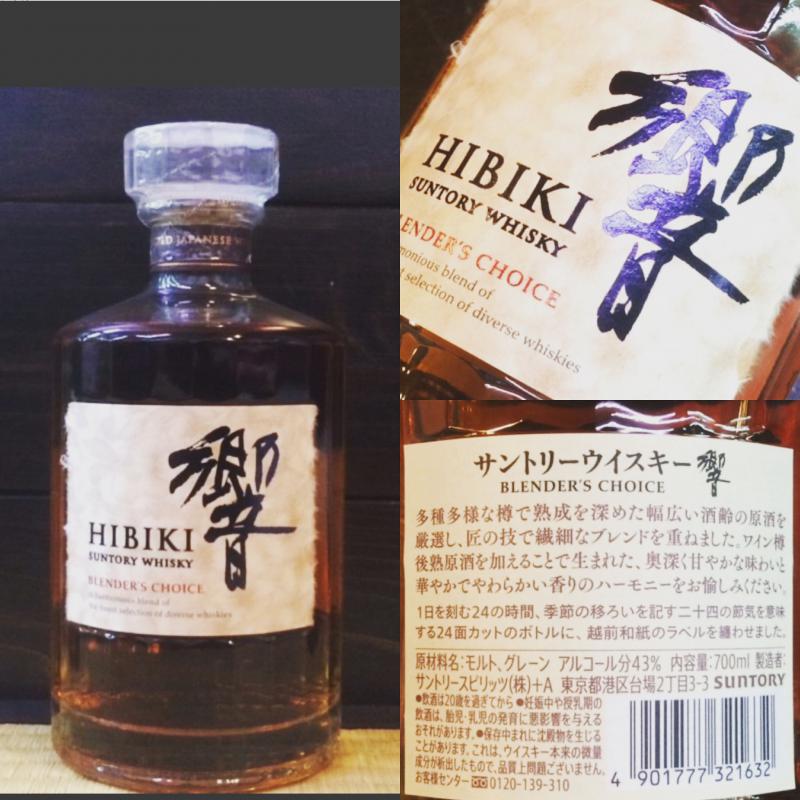 JAPANESE
響
HIBIKI
SUNTORY WHISKY
BLENDER'S CHOICE
A harmonious blend of
the finest selection of diverse whiskies
響
HIBIKI
SUNTORY WHISKY
LENDER'S CHOICE
monious blend of
selection of diverse whiskies
サントリーウイスキー響
BLENDER'S CHOICE
多種多様な樽で熟成を深めた幅広い酒齢の原酒を
厳選し、匠の技で繊細なブレンドを重ねました。ワイン樽
後熟原酒を加えることで生まれた、奥深く甘やかな味わいと
華やかでやわらかい香りのハーモニーをお愉しみください。
1日を刻む24の時間、季節の移ろいを記す二十四の節気を意味
する24面カットのボトルに、越前和紙のラベルを纏わせました。
原材料名:モルト、グレーン アルコール分43% 内容量:700ml 製造者:
サントリースピリッツ(株)+A 東京都港区台場2丁目3-3 SUNTORY
●飲酒は20歳を過ぎてから ●妊娠中や授乳期の
飲酒は、胎児・乳児の発育に悪影響を与える
おそれがあります。●保存中まれに沈殿物を生じる
ことがあります。これは、ウイスキー本来の微量
成分が析出したもので、品質上問題ございません。
お客様センター 0120-139-310
4 901777 321632